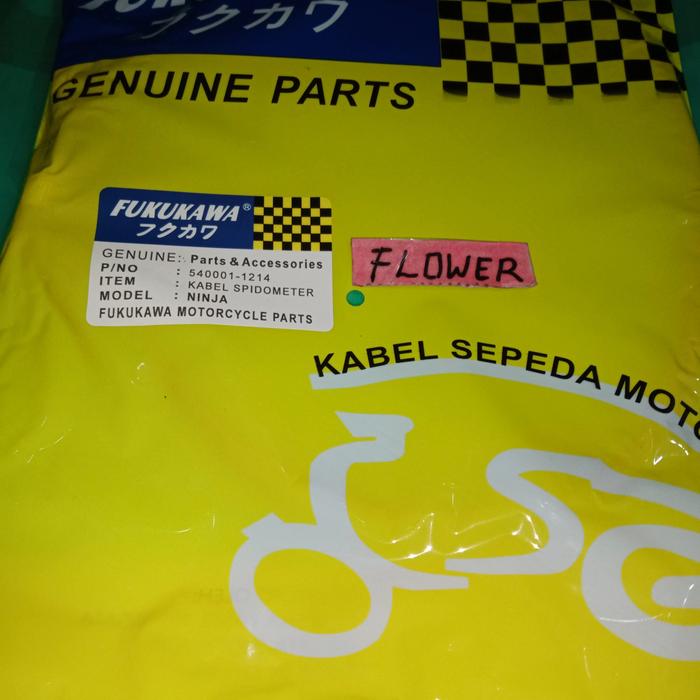 フクカワ
GENUINE PARTS
FUKUKAWA®
フクカワ
GENUINE : Parts & Accessories
P/NO : 540001-1214
ITEM : KABEL SPIDOMETER
MODEL : NINJA
FUKUKAWA MOTORCYCLE PARTS
FLOWER
KABEL SEPEDA MOTO